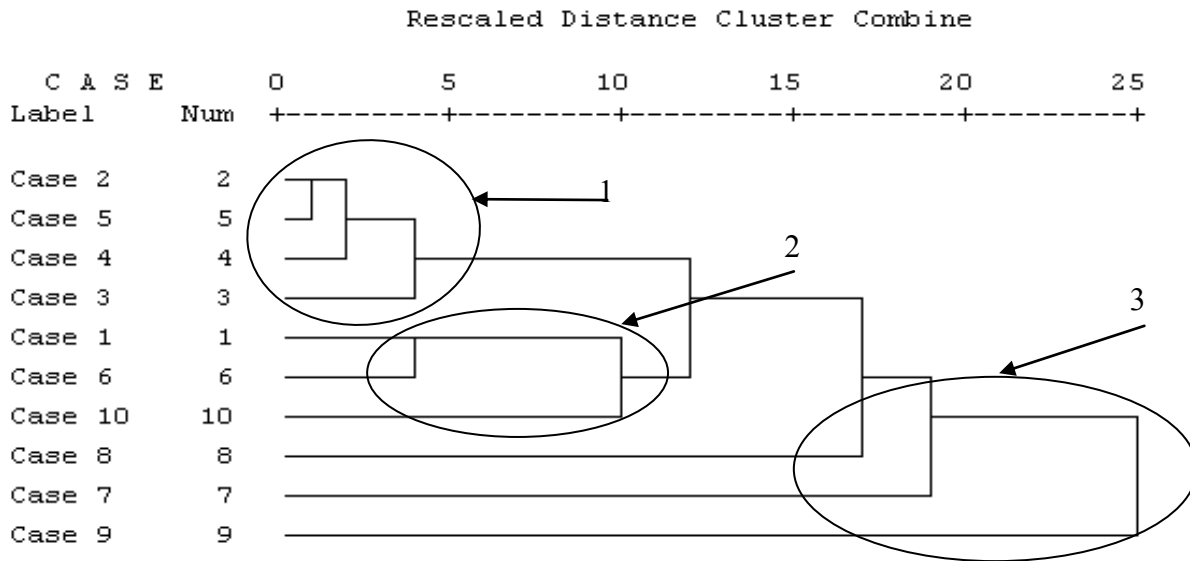 Rescaled Distance Cluster Combine
C A S E 0 5 10 15 20 25
Label Num +---------+---------+---------+---------+---------+
Case 2 2
1
Case 5 5
Case 4 4
2
Case 3 3
3
Case 1 1
Case 6 6
Case 10 10
Case 8 8
Case 7 7
Case 9 9